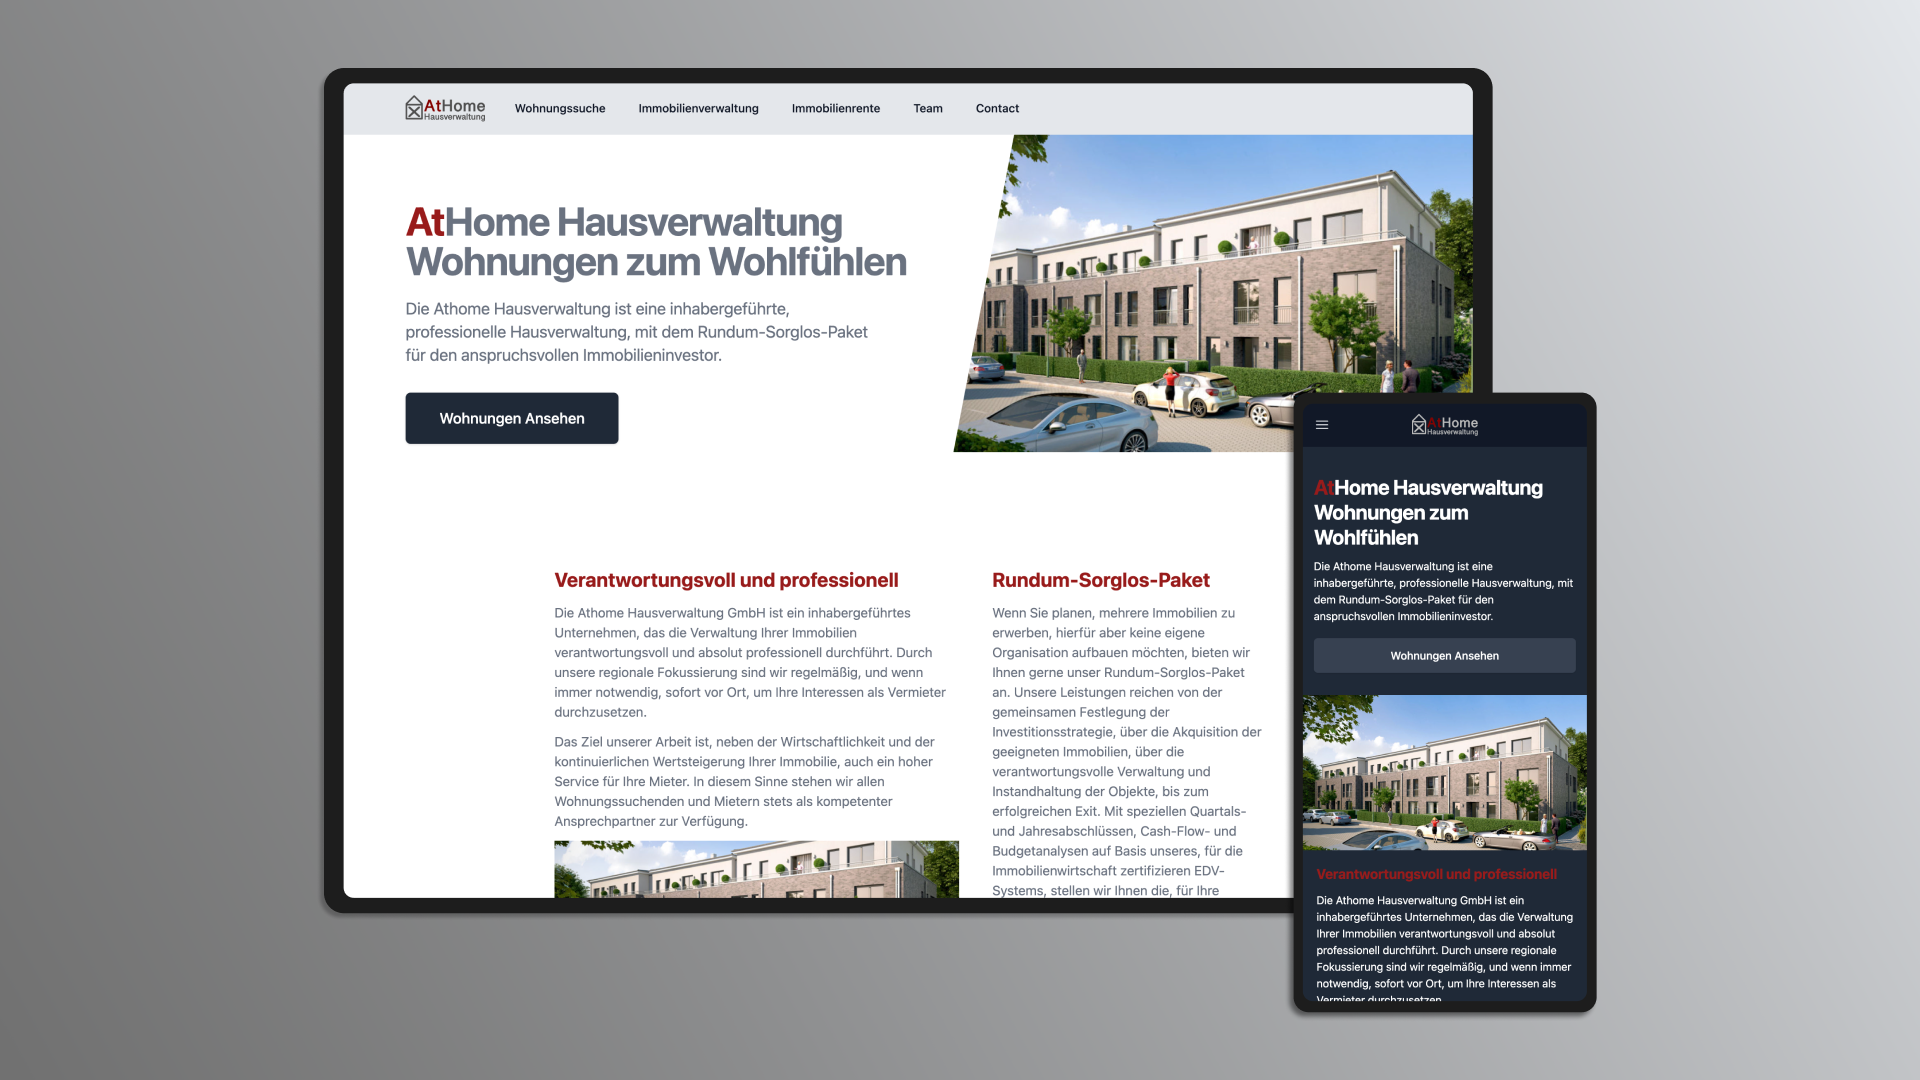 AtHome
Hausverwaltung
Wohnungssuche
Immobilienverwaltung
Immobilienrente
Team
Contact
AtHome Hausverwaltung
Wohnungen zum Wohlfühlen
Die Athome Hausverwaltung ist eine inhabergeführte,
professionelle Hausverwaltung, mit dem Rundum-Sorglos-Paket
für den anspruchsvollen Immobilieninvestor.
Wohnungen Ansehen
Verantwortungsvoll und professionell
Die Athome Hausverwaltung GmbH ist ein inhabergeführtes
Unternehmen, das die Verwaltung Ihrer Immobilien
verantwortungsvoll und absolut professionell durchführt. Durch
unsere regionale Fokussierung sind wir regelmäßig, und wenn
immer notwendig, sofort vor Ort, um Ihre Interessen als Vermieter
durchzusetzen.
Das Ziel unserer Arbeit ist, neben der Wirtschaftlichkeit und der
kontinuierlichen Wertsteigerung Ihrer Immobilie, auch ein hoher
Service für Ihre Mieter. In diesem Sinne stehen wir allen
Wohnungssuchenden und Mietern stets als kompetenter
Ansprechpartner zur Verfügung.
Rundum-Sorglos-Paket
Wenn Sie planen, mehrere Immobilien zu
erwerben, hierfür aber keine eigene
Organisation aufbauen möchten, bieten wir
Ihnen gerne unser Rundum-Sorglos-Paket
an. Unsere Leistungen reichen von der
gemeinsamen Festlegung der
Investitionsstrategie, über die Akquisition der
geeigneten Immobilien, über die
verantwortungsvolle Verwaltung und
Instandhaltung der Objekte, bis zum
erfolgreichen Exit. Mit speziellen Quartals-
und Jahresabschlüssen, Cash-Flow- und
Budgetanalysen auf Basis unseres, für die
Immobilienwirtschaft zertifizieren EDV-
Systems, stellen wir Ihnen die, für Ihre
AtHome
Hausverwaltung
AtHome Hausverwaltung
Wohnungen zum
Wohlfühlen
Die Athome Hausverwaltung ist eine
inhabergeführte, professionelle Hausverwaltung, mit
dem Rundum-Sorglos-Paket für den
anspruchsvollen Immobilieninvestor.
Wohnungen Ansehen
Verantwortungsvoll und professionell
Die Athome Hausverwaltung GmbH ist ein
inhabergeführtes Unternehmen, das die Verwaltung
Ihrer Immobilien verantwortungsvoll und absolut
professionell durchführt. Durch unsere regionale
Fokussierung sind wir regelmäßig, und wenn immer
notwendig, sofort vor Ort, um Ihre Interessen als
Vermieter durchzusetzen